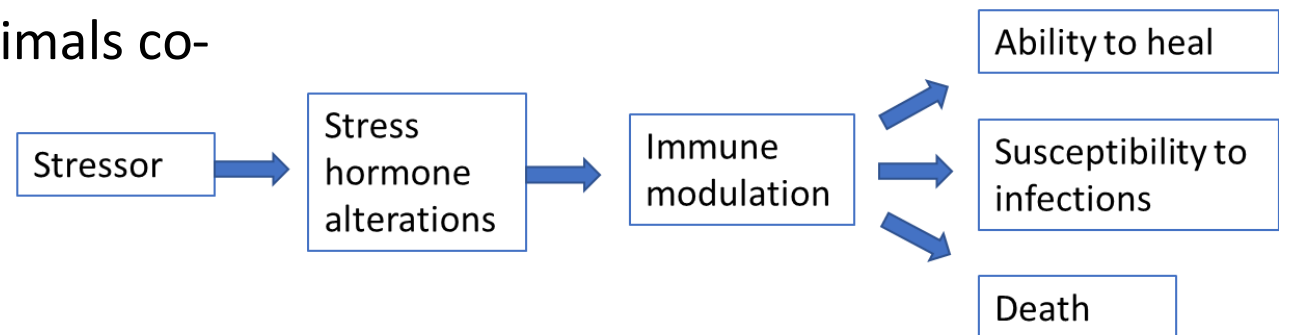 imals co-
Stressor
Stress
hormone
alterations
Immune
modulation
Ability to heal
Susceptibility to
infections
Death